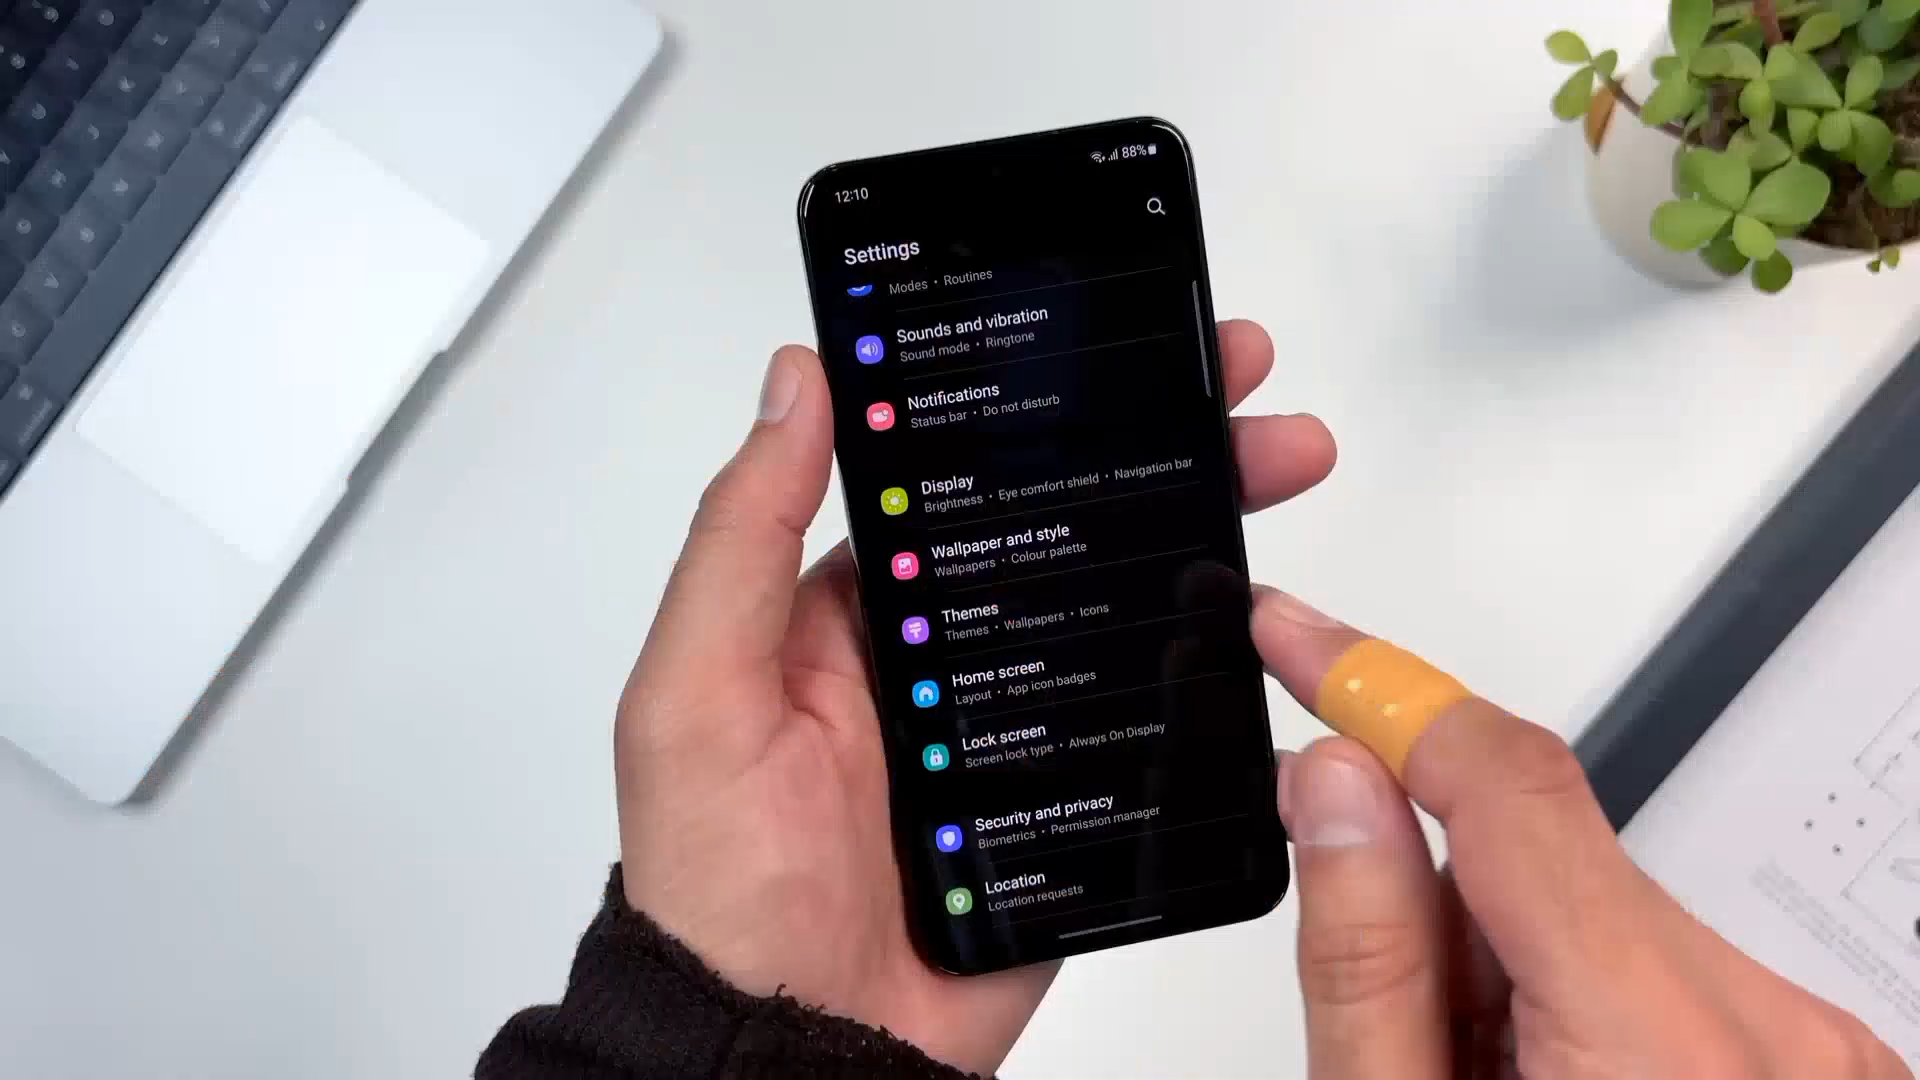 12:10
88%
Settings
Modes • Routines
Sounds and vibration
Sound mode • Ringtone
Notifications
Status bar • Do not disturb
Display
Brightness • Eye comfort shield • Navigation bar
Wallpaper and style
Wallpapers • Colour palette
Themes
Themes • Wallpapers • Icons
Home screen
Layout • App icon badges
Lock screen
Screen lock type • Always On Display
Security and privacy
Biometrics • Permission manager
Location
Location requests